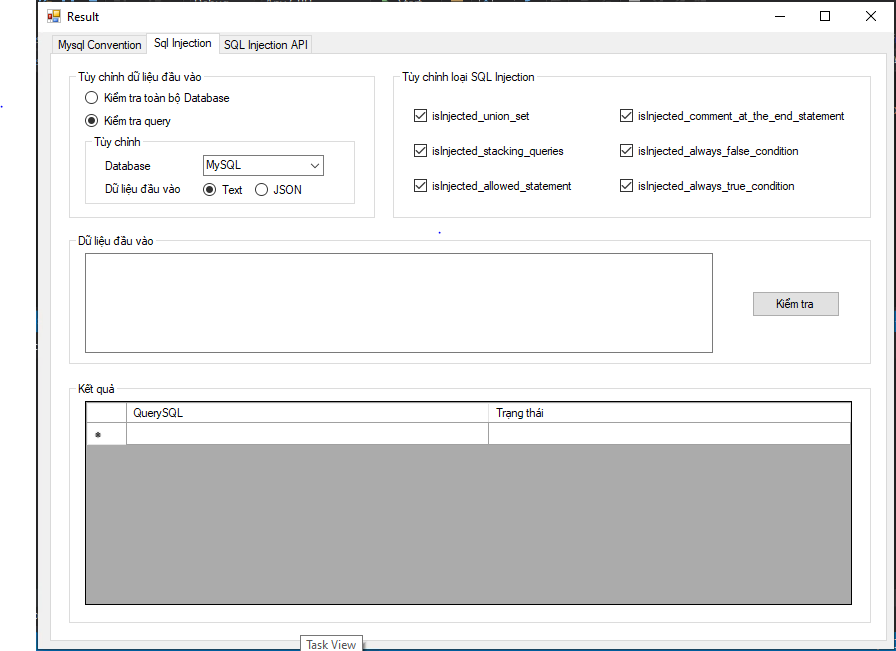 Result
Mysql Convention Sql Injection SQL Injection API
Tùy chỉnh dữ liệu đầu vào
Kiểm tra toàn bộ Database
Kiểm tra query
Tùy chỉnh
Database MySQL
Dữ liệu đầu vào Text JSON
Tùy chỉnh loại SQL Injection
isInjected_union_set isInjected_comment_at_the_end_statement
isInjected_stacking_queries isInjected_always_false_condition
isInjected_allowed_statement isInjected_always_true_condition
Dữ liệu đầu vào
Kiểm tra
Kết quả
QuerySQL Trạng thái
Task View